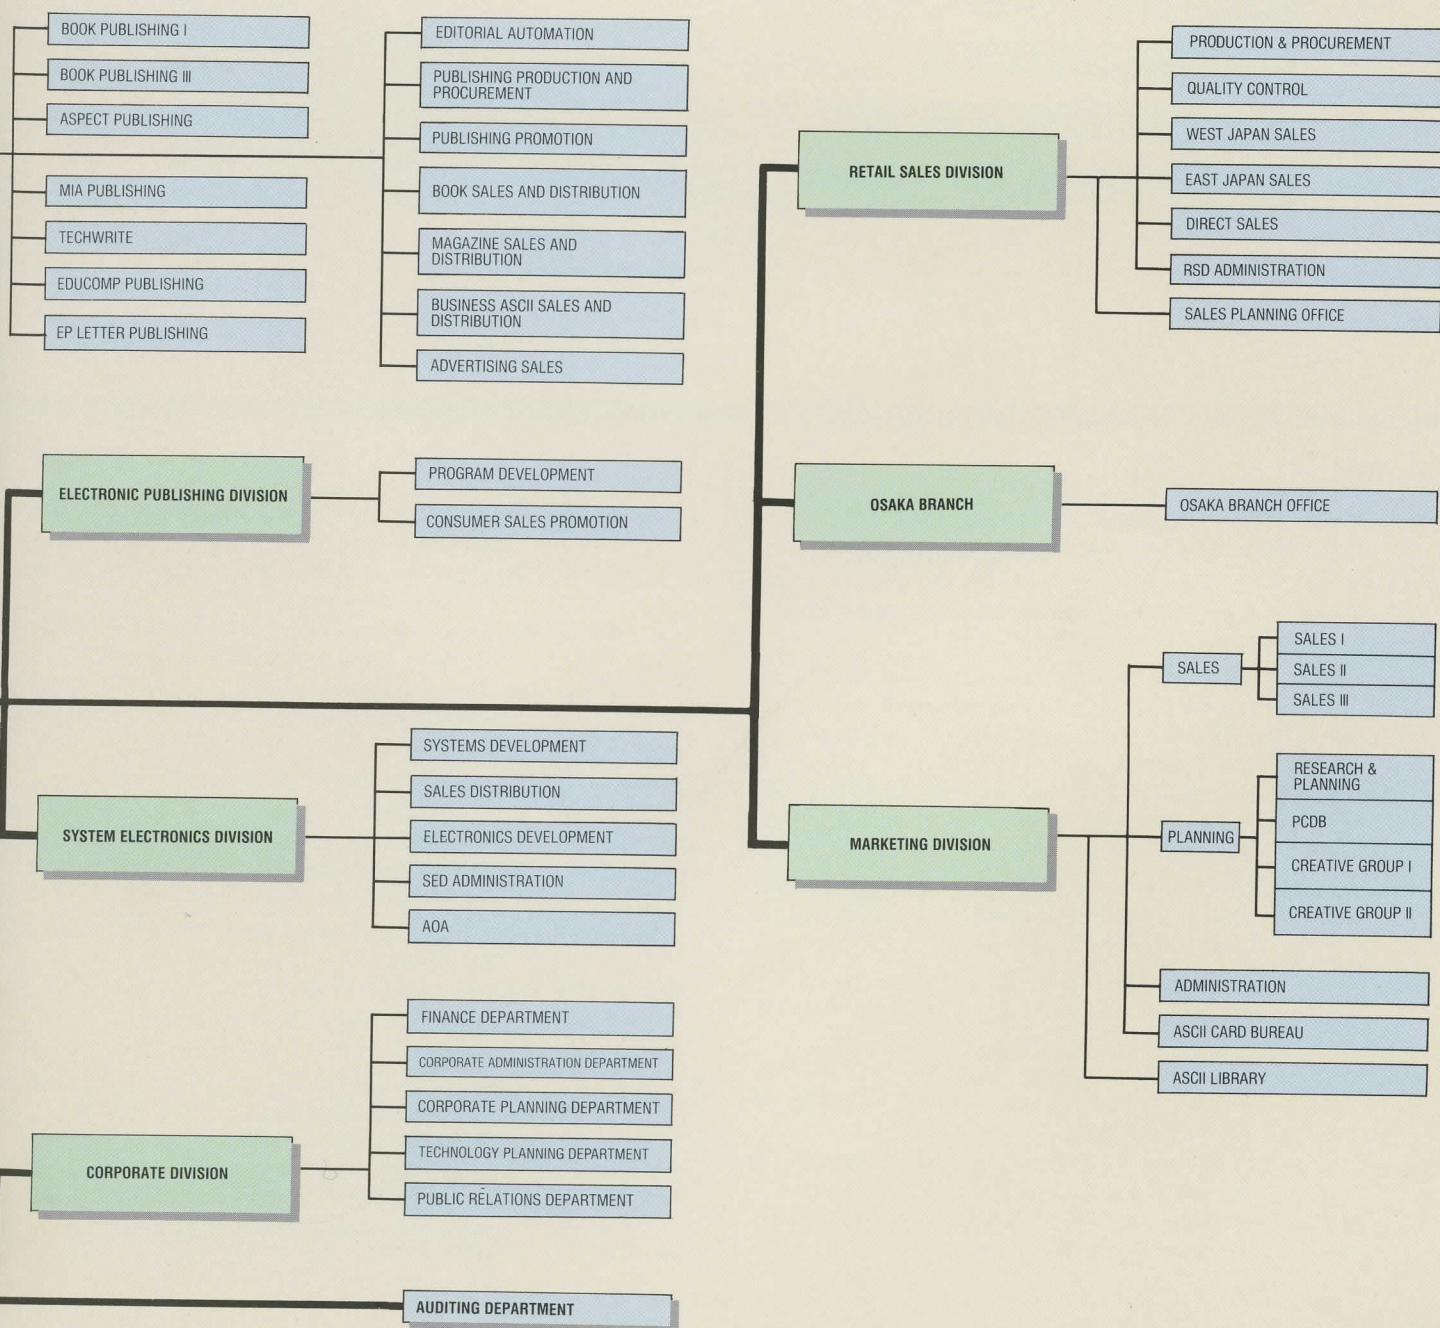 BOOK PUBLISHING I
BOOK PUBLISHING III
ASPECT PUBLISHING
MIA PUBLISHING
TECHWRITE
EDUCOMP PUBLISHING
EP LETTER PUBLISHING
EDITORIAL AUTOMATION
PUBLISHING PRODUCTION AND
PROCUREMENT
PUBLISHING PROMOTION
BOOK SALES AND DISTRIBUTION
MAGAZINE SALES AND
DISTRIBUTION
BUSINESS ASCII SALES AND
DISTRIBUTION
ADVERTISING SALES
ELECTRONIC PUBLISHING DIVISION
PROGRAM DEVELOPMENT
CONSUMER SALES PROMOTION
SYSTEM ELECTRONICS DIVISION
SYSTEMS DEVELOPMENT
SALES DISTRIBUTION
ELECTRONICS DEVELOPMENT
SED ADMINISTRATION
AOA
CORPORATE DIVISION
FINANCE DEPARTMENT
CORPORATE ADMINISTRATION DEPARTMENT
CORPORATE PLANNING DEPARTMENT
TECHNOLOGY PLANNING DEPARTMENT
PUBLIC RELATIONS DEPARTMENT
AUDITING DEPARTMENT
RETAIL SALES DIVISION
PRODUCTION & PROCUREMENT
QUALITY CONTROL
WEST JAPAN SALES
EAST JAPAN SALES
DIRECT SALES
RSD ADMINISTRATION
SALES PLANNING OFFICE
OSAKA BRANCH
OSAKA BRANCH OFFICE
MARKETING DIVISION
SALES
SALES I
SALES II
SALES III
PLANNING
RESEARCH &
PLANNING
PCDB
CREATIVE GROUP I
CREATIVE GROUP II
ADMINISTRATION
ASCII CARD BUREAU
ASCII LIBRARY